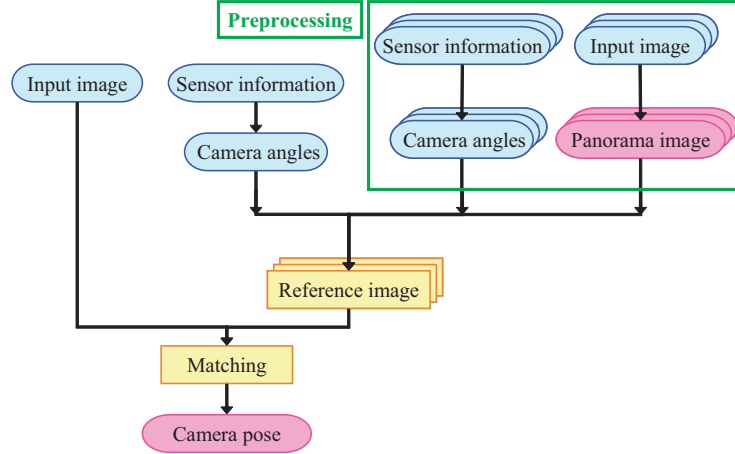 Preprocessing
Sensor information
Input image
Input image
Sensor information
Camera angles
Camera angles
Panorama image
Reference image
Matching
Camera pose